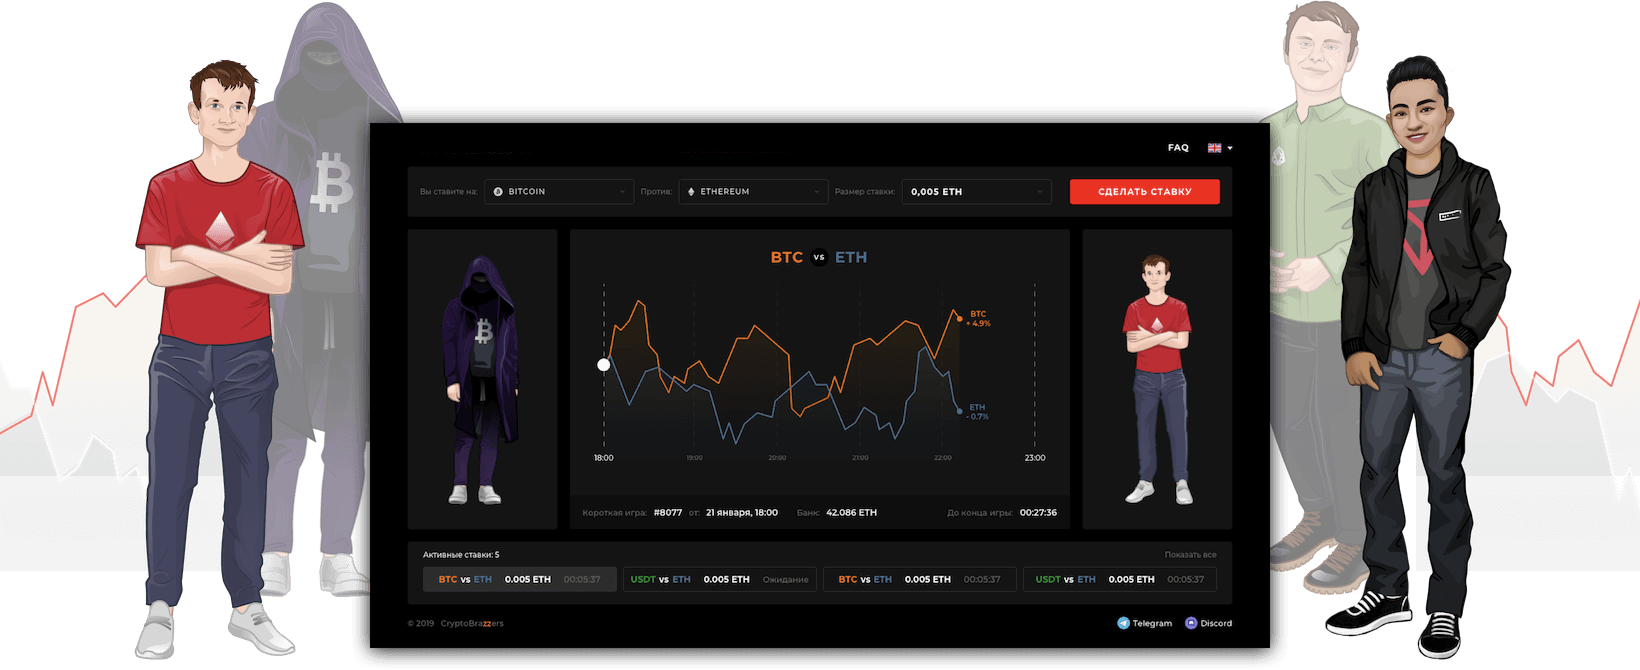 FAQ
Вы ставите на: BITCOIN Против: ETHEREUM Размер ставки: 0,005 ETH СДЕЛАТЬ СТАВКУ
BTC vs ETH
BTC
+ 4.9%
ETH
- 0.7%
18:00 19:00 20:00 21:00 22:00 23:00
Короткая игра: #8077 от: 21 января, 18:00 Банк: 42.086 ETH До конца игры: 00:27:36
Активные ставки: 5 Показать все
BTC vs ETH 0.005 ETH 00:05:37 USDT vs ETH 0.005 ETH Ожидание BTC vs ETH 0.005 ETH 00:05:37 USDT vs ETH 0.005 ETH 00:05:37
© 2019 CryptoBrazzers Telegram Discord